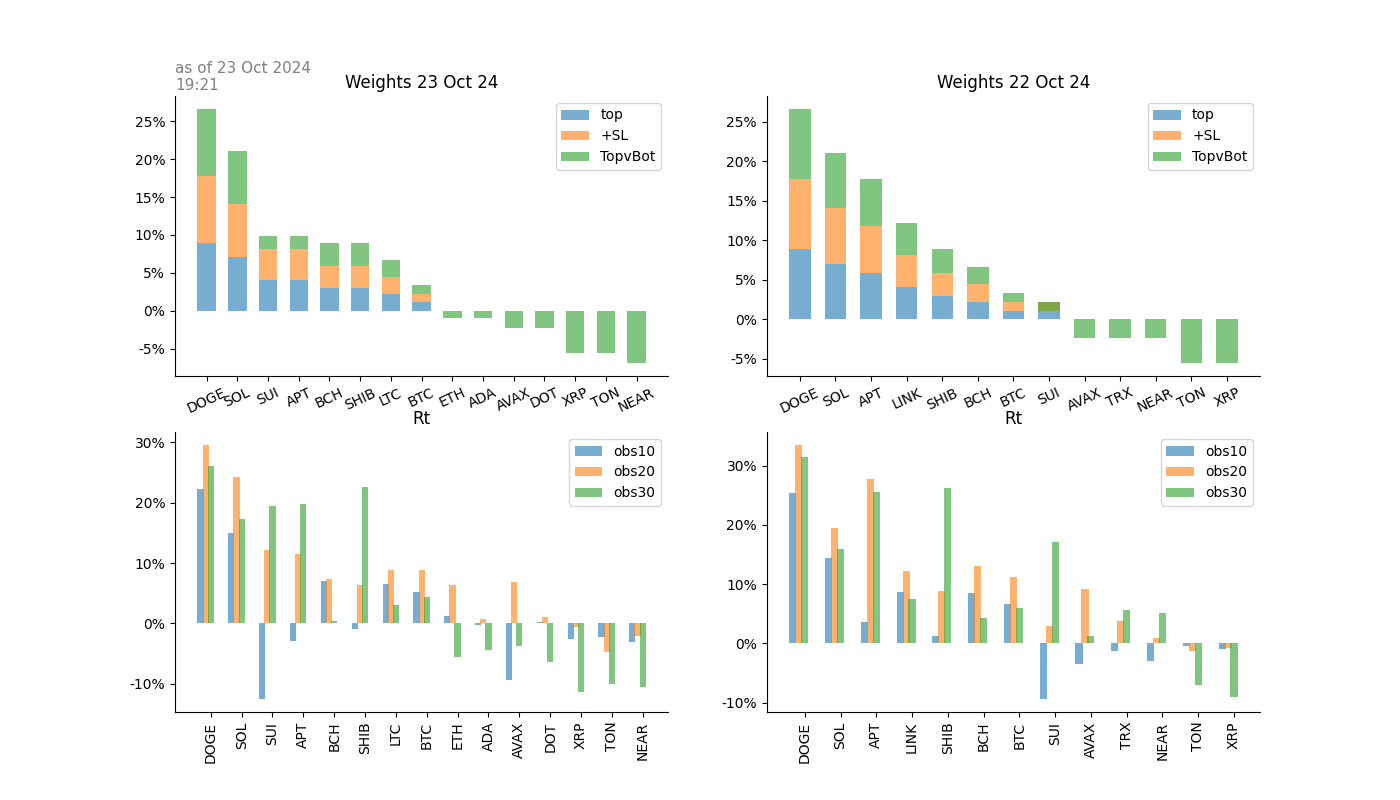 as of 23 Oct 2024
19:21
Weights 23 Oct 24
top
+SL
TopvBot
25%
20%
15%
10%
5%
0%
-5%
DOGE SOL SUI APT BCH SHIB LTC BTC ETH ADA AVAX DOT XRP TON NEAR
Weights 22 Oct 24
top
+SL
TopvBot
25%
20%
15%
10%
5%
0%
-5%
DOGE SOL APT LINK SHIB BCH BTC SUI AVAX TRX NEAR TON XRP
Rt
obs10
obs20
obs30
30%
20%
10%
0%
-10%
DOGE SOL SUI APT BCH SHIB LTC BTC ETH ADA AVAX DOT XRP TON NEAR
Rt
obs10
obs20
obs30
30%
20%
10%
0%
-10%
DOGE SOL APT LINK SHIB BCH BTC SUI AVAX TRX NEAR TON XRP